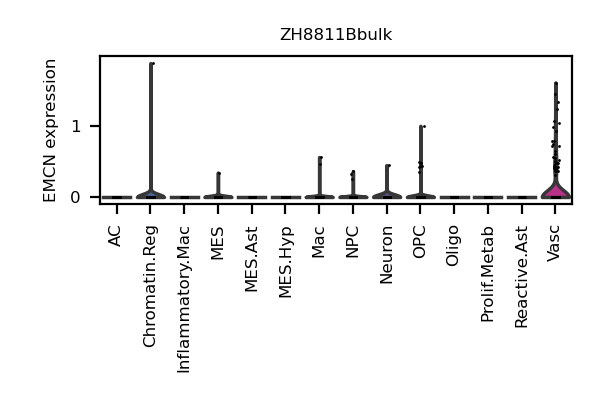 ZH8811Bbulk
EMCN expression
1
0
AC
Chromatin.Reg
Inflammatory.Mac
MES
MES.Ast
MES.Hyp
Mac
NPC
Neuron
OPC
Oligo
Prolif.Metab
Reactive.Ast
Vasc